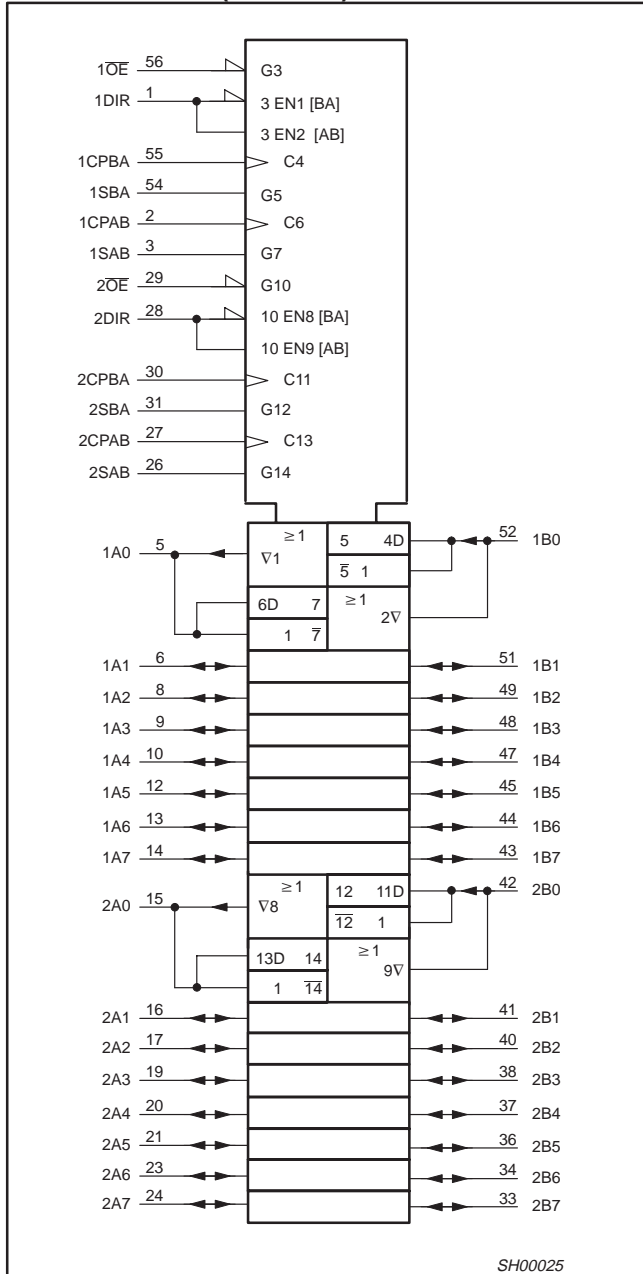 1O̅E̅ 56 G3
1DIR 1 3 EN1 [BA]
3 EN2 [AB]
1CPBA 55 C4
1SBA 54 G5
1CPAB 2 C6
1SAB 3 G7
2O̅E̅ 29 G10
2DIR 28 10 EN8 [BA]
10 EN9 [AB]
2CPBA 30 C11
2SBA 31 G12
2CPAB 27 C13
2SAB 26 G14
1A0 5 ≥1 ∇1 5 4D 52 1B0
5̅ 1
6D 7 ≥1 2∇
1 7̅
1A1 6 51 1B1
1A2 8 49 1B2
1A3 9 48 1B3
1A4 10 47 1B4
1A5 12 45 1B5
1A6 13 44 1B6
1A7 14 43 1B7
2A0 15 ≥1 ∇8 12 11D 42 2B0
1̅2̅ 1
13D 14 ≥1 9∇
1 1̅4̅
2A1 16 41 2B1
2A2 17 40 2B2
2A3 19 38 2B3
2A4 20 37 2B4
2A5 21 36 2B5
2A6 23 34 2B6
2A7 24 33 2B7
SH00025